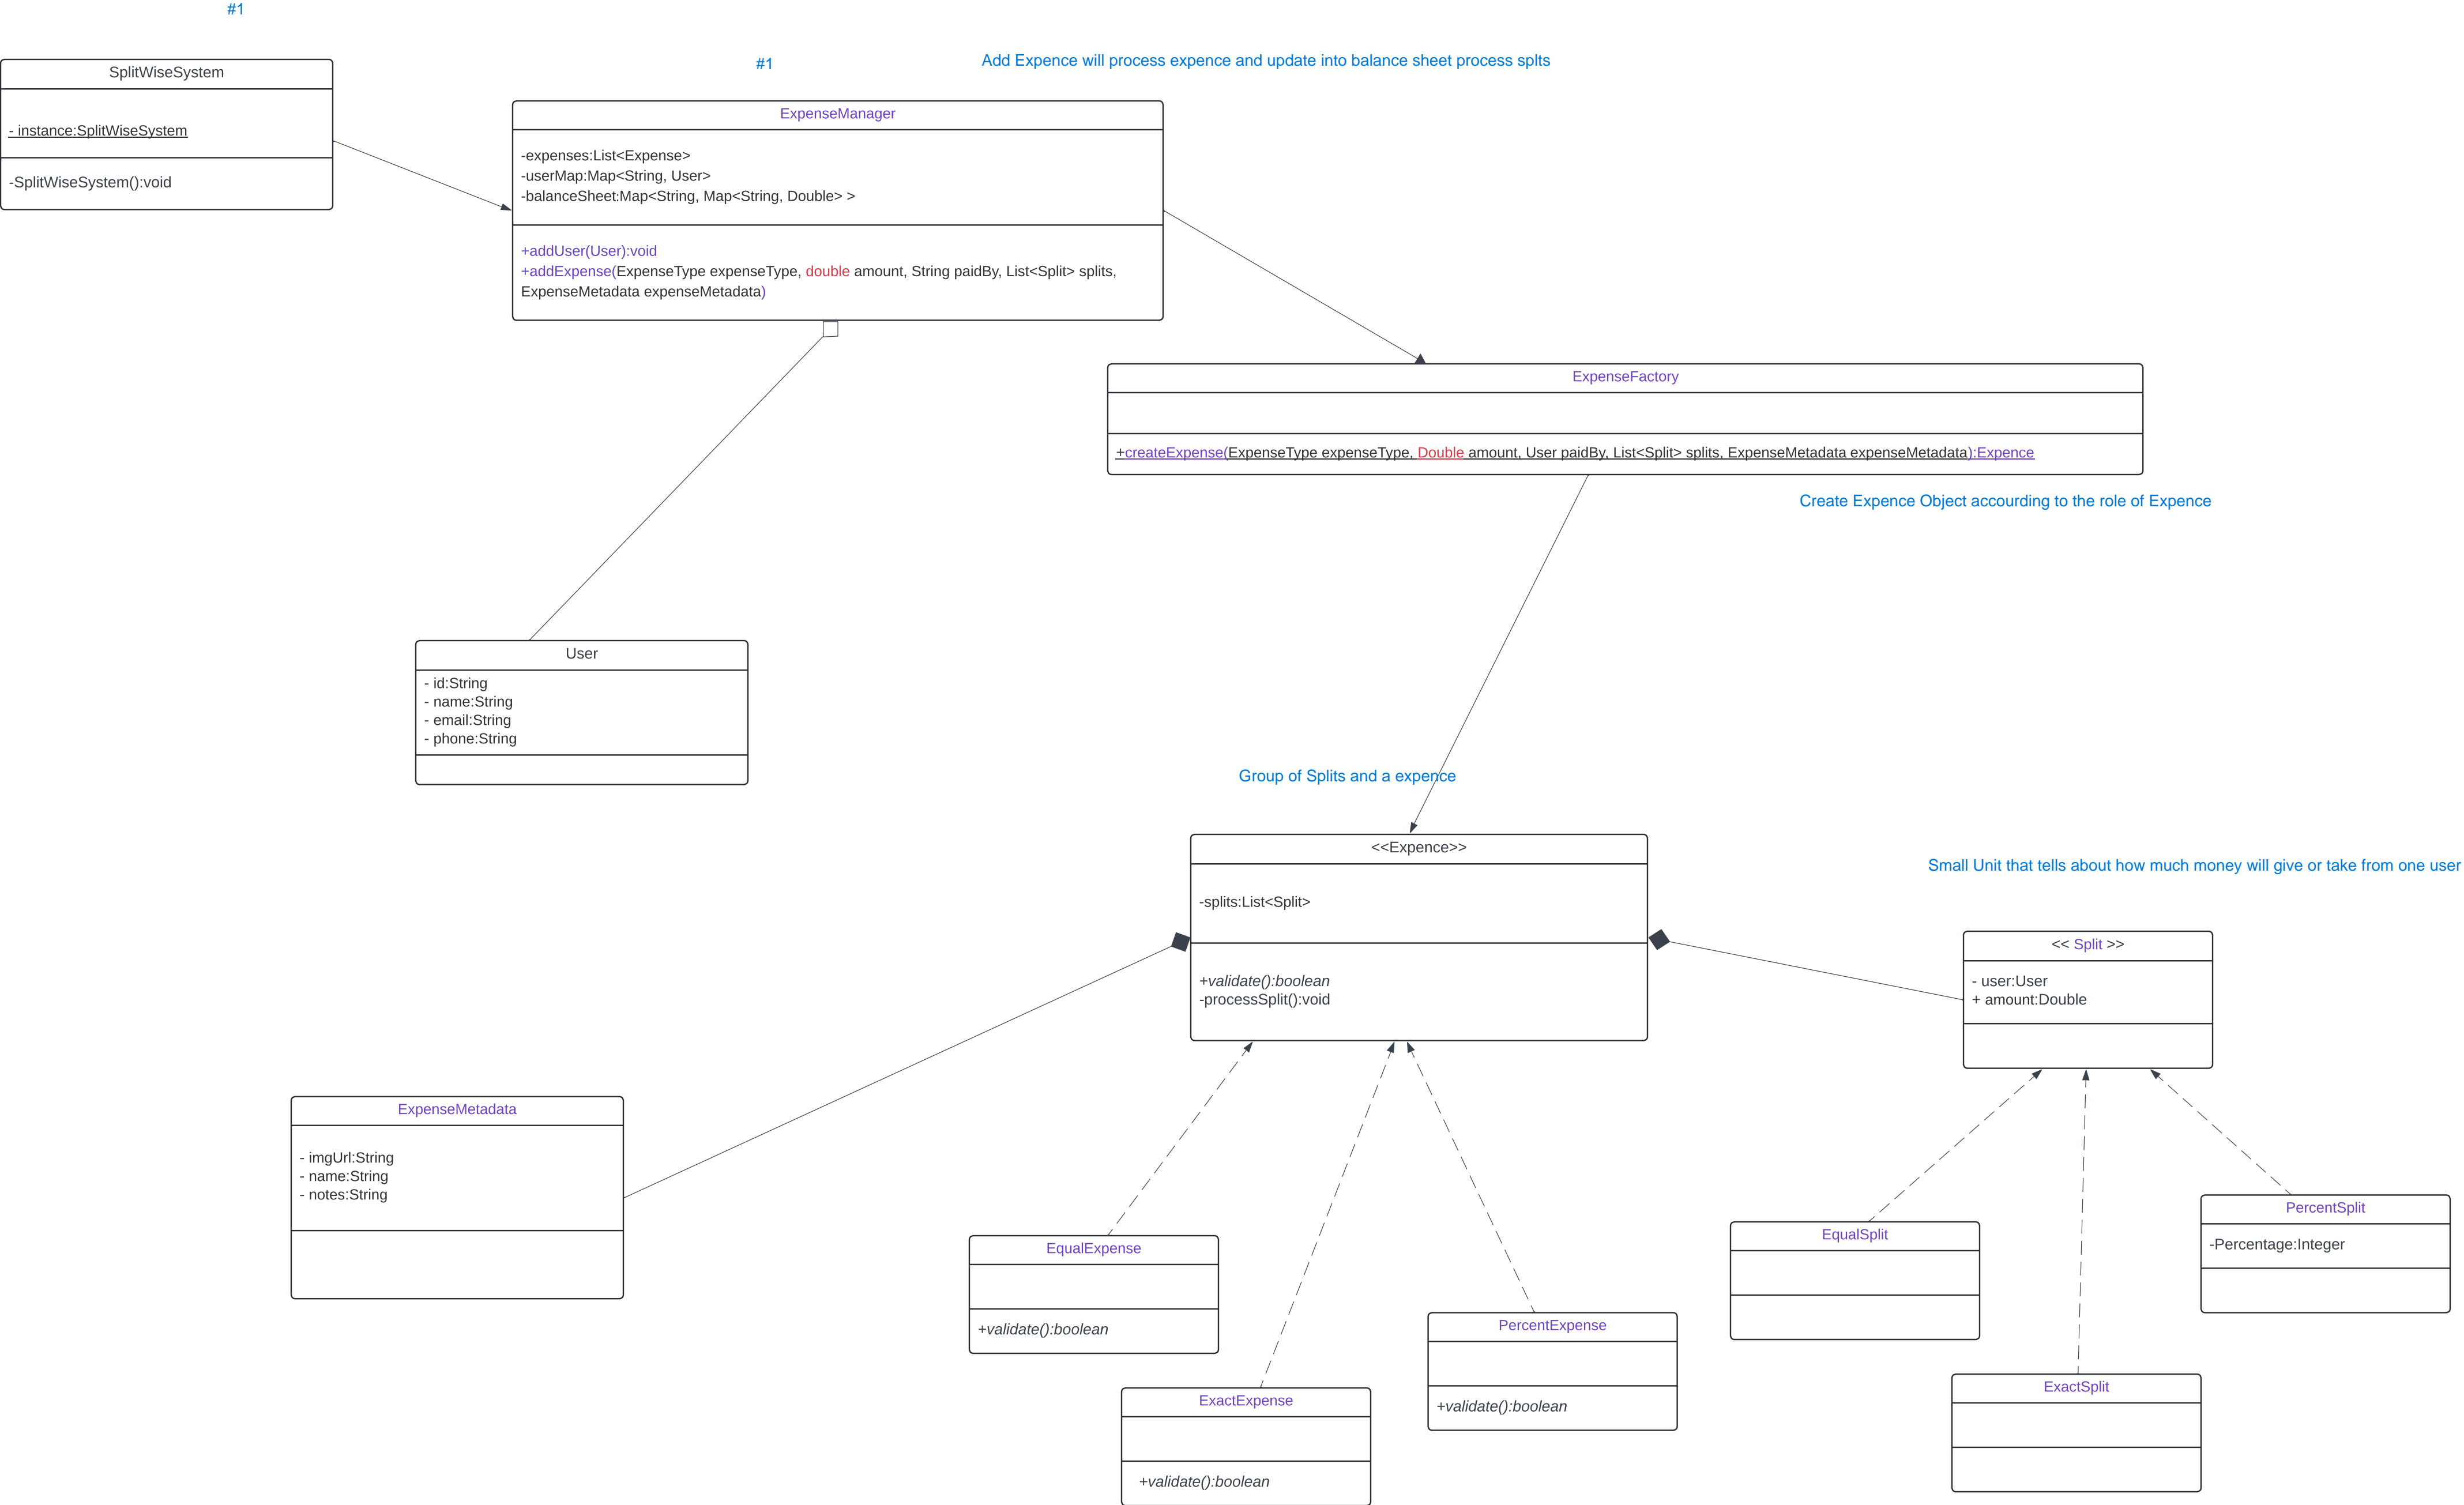 #1
#1
Add Expence will process expence and update into balance sheet process splts
SplitWiseSystem
- instance:SplitWiseSystem
-SplitWiseSystem():void
ExpenseManager
-expenses:List<Expense>
-userMap:Map<String, User>
-balanceSheet:Map<String, Map<String, Double> >
+addUser(User):void
+addExpense(ExpenseType expenseType, double amount, String paidBy, List<Split> splits,
ExpenseMetadata expenseMetadata)
ExpenseFactory
+createExpense(ExpenseType expenseType, Double amount, User paidBy, List<Split> splits, ExpenseMetadata expenseMetadata):Expence
Create Expence Object accourding to the role of Expence
User
- id:String
- name:String
- email:String
- phone:String
Group of Splits and a expence
<<Expence>>
-splits:List<Split>
+validate():boolean
-processSplit():void
Small Unit that tells about how much money will give or take from one user
<< Split >>
- user:User
+ amount:Double
ExpenseMetadata
- imgUrl:String
- name:String
- notes:String
EqualExpense
+validate():boolean
ExactExpense
+validate():boolean
PercentExpense
+validate():boolean
EqualSplit
ExactSplit
PercentSplit
-Percentage:Integer